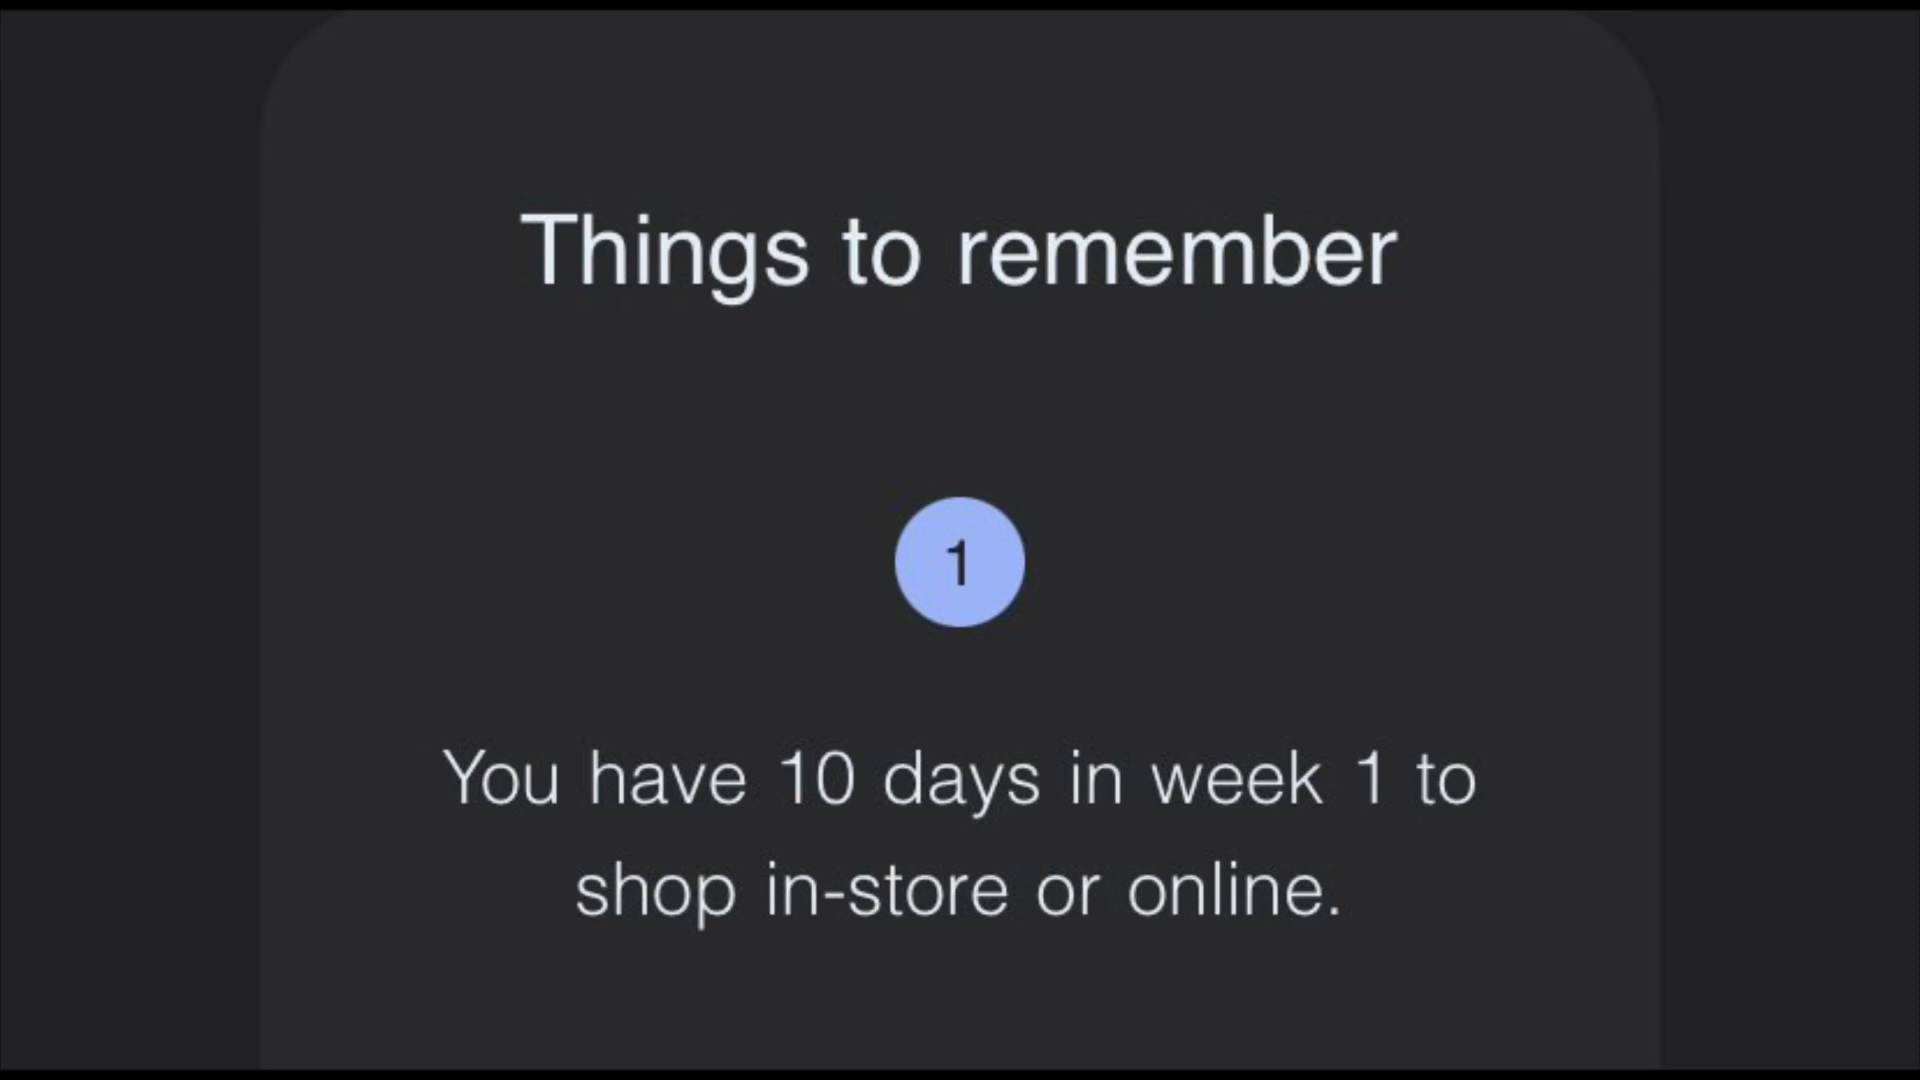 Things to remember
1
You have 10 days in week 1 to
shop in-store or online.